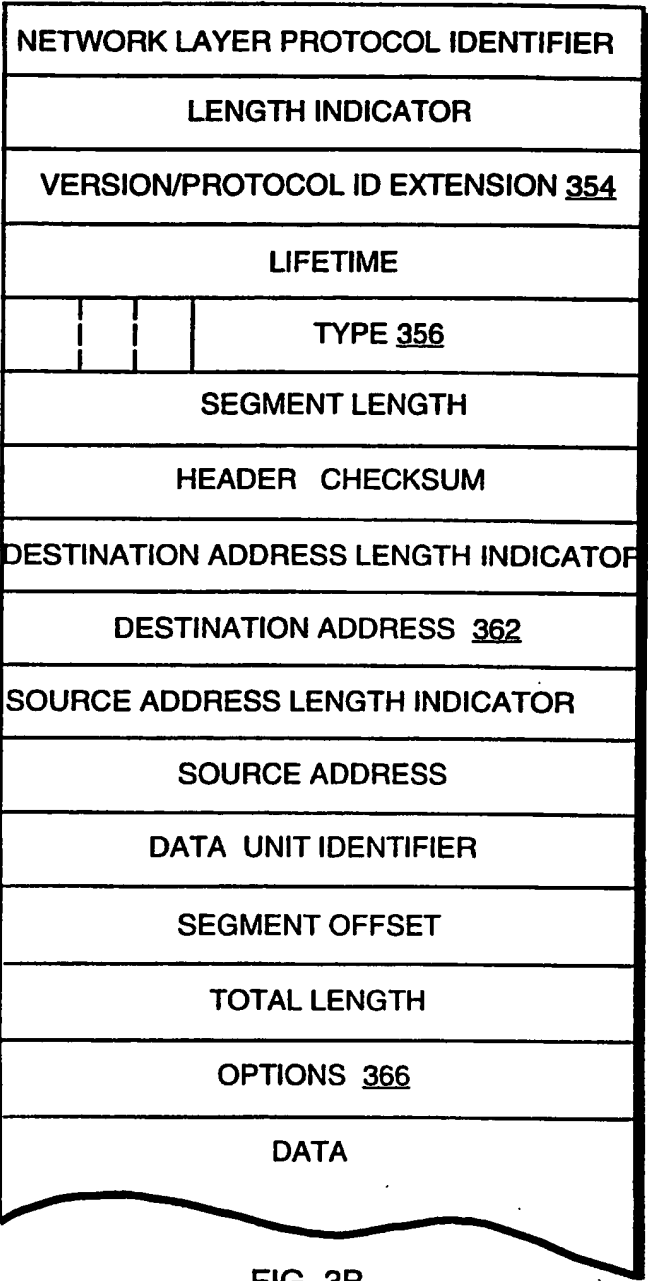 NETWORK LAYER PROTOCOL IDENTIFIER
LENGTH INDICATOR
VERSION/PROTOCOL ID EXTENSION 354
LIFETIME
TYPE 356
SEGMENT LENGTH
HEADER CHECKSUM
DESTINATION ADDRESS LENGTH INDICATOR
DESTINATION ADDRESS 362
SOURCE ADDRESS LENGTH INDICATOR
SOURCE ADDRESS
DATA UNIT IDENTIFIER
SEGMENT OFFSET
TOTAL LENGTH
OPTIONS 366
DATA
FIG. 3B